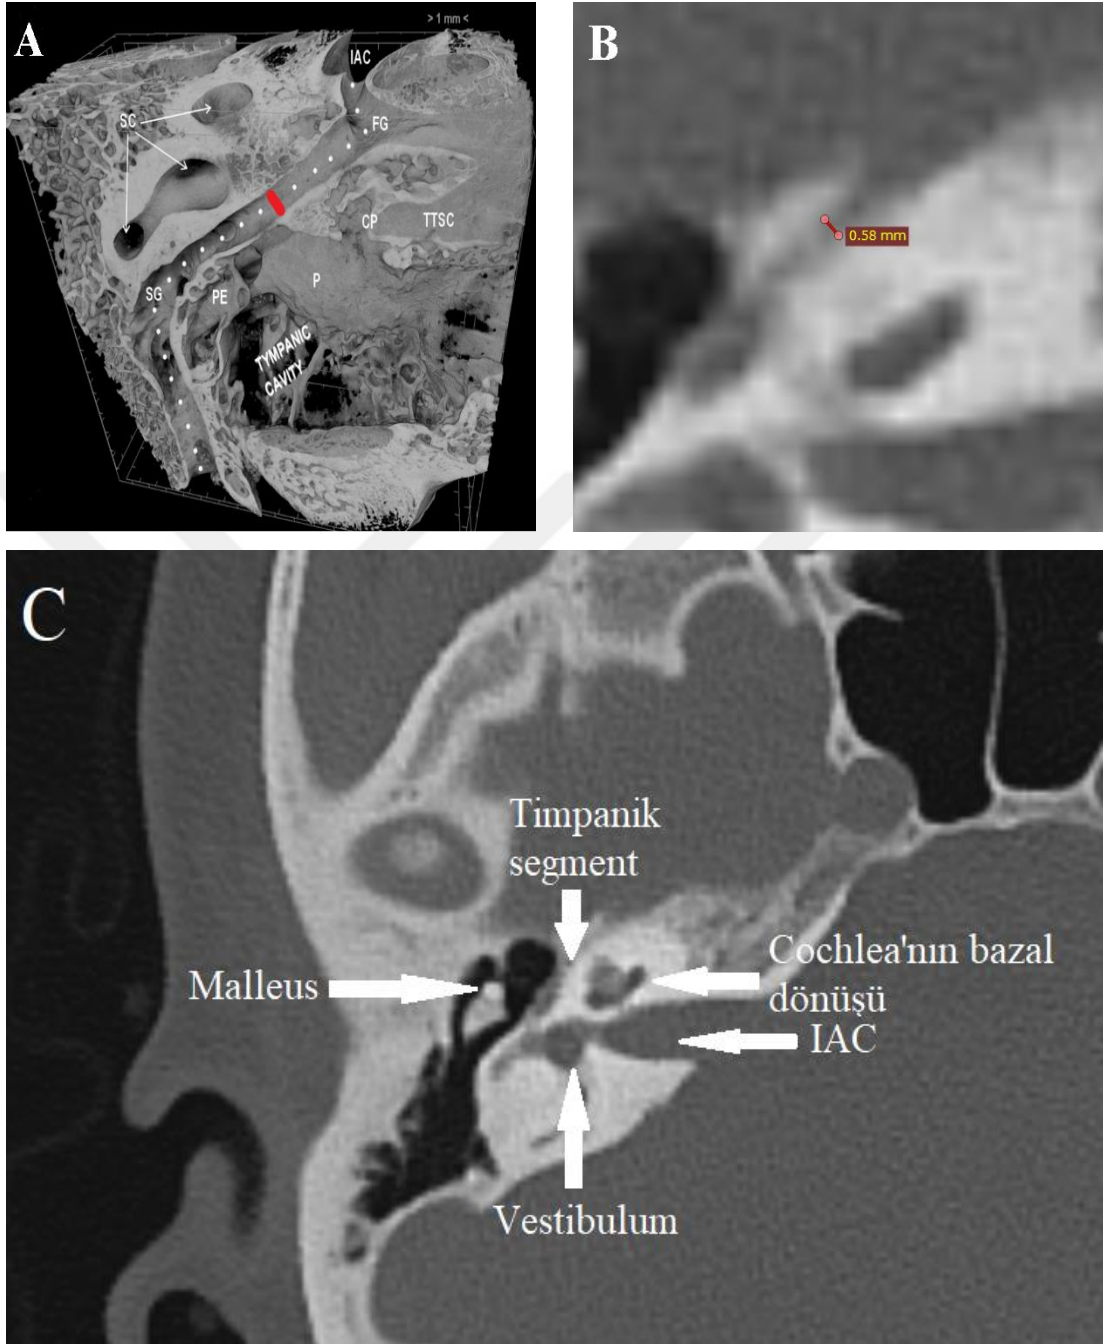 A
> 1 mm <
IAC
SC
FG
CP
TTSC
SG
PE
P
TYMPANIC
CAVITY
B
0.58 mm
C
Timpanik
segment
Malleus
Cochlea'nın bazal
dönüşü
IAC
Vestibulum